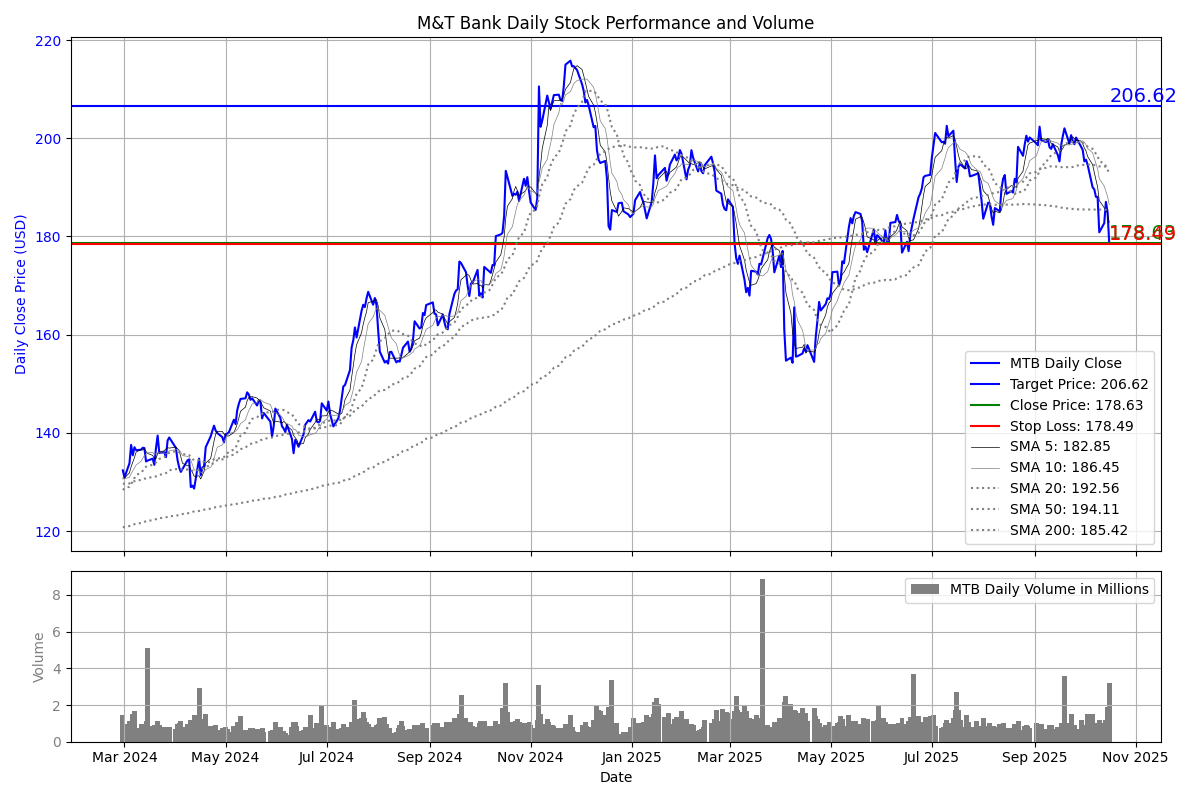 M&T Bank Daily Stock Performance and Volume
220
200
180
160
140
120
Daily Close Price (USD)
206.62
178.49
MTB Daily Close
Target Price: 206.62
Close Price: 178.63
Stop Loss: 178.49
SMA 5: 182.85
SMA 10: 186.45
SMA 20: 192.56
SMA 50: 194.11
SMA 200: 185.42
8
6
4
2
0
Volume
MTB Daily Volume in Millions
Mar 2024 May 2024 Jul 2024 Sep 2024 Nov 2024 Jan 2025 Mar 2025 May 2025 Jul 2025 Sep 2025 Nov 2025
Date